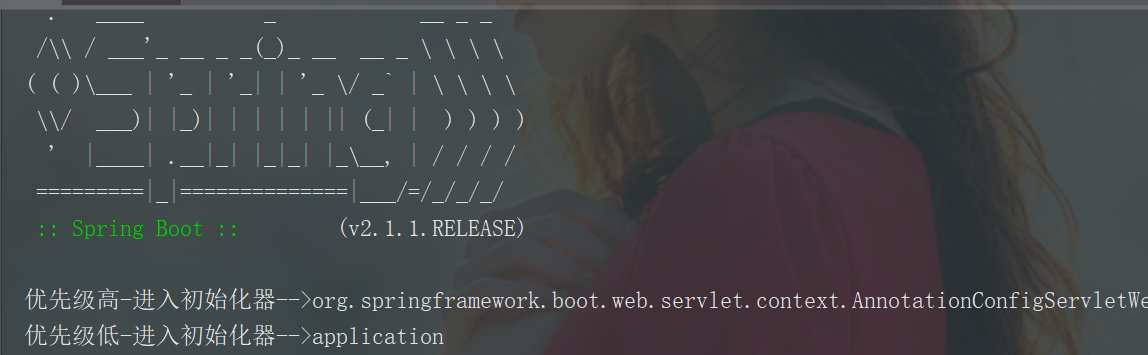 .   ____          _            __ _ _
 /\\ / ___'_ __ _ _(_)_ __  __ _ \ \ \ \
( ( )\___ | '_ | '_| | '_ \/ _` | \ \ \ \
 \\/  ___)| |_)| | | | | || (_| |  ) ) ) )
  '  |____| .__|_| |_|_| |_\__, | / / / /
 =========|_|==============|___/=/_/_/_/
 :: Spring Boot ::        (v2.1.1.RELEASE)
优先级高-进入初始化器-->org.springframework.boot.web.servlet.context.AnnotationConfigServletWe
优先级低-进入初始化器-->application